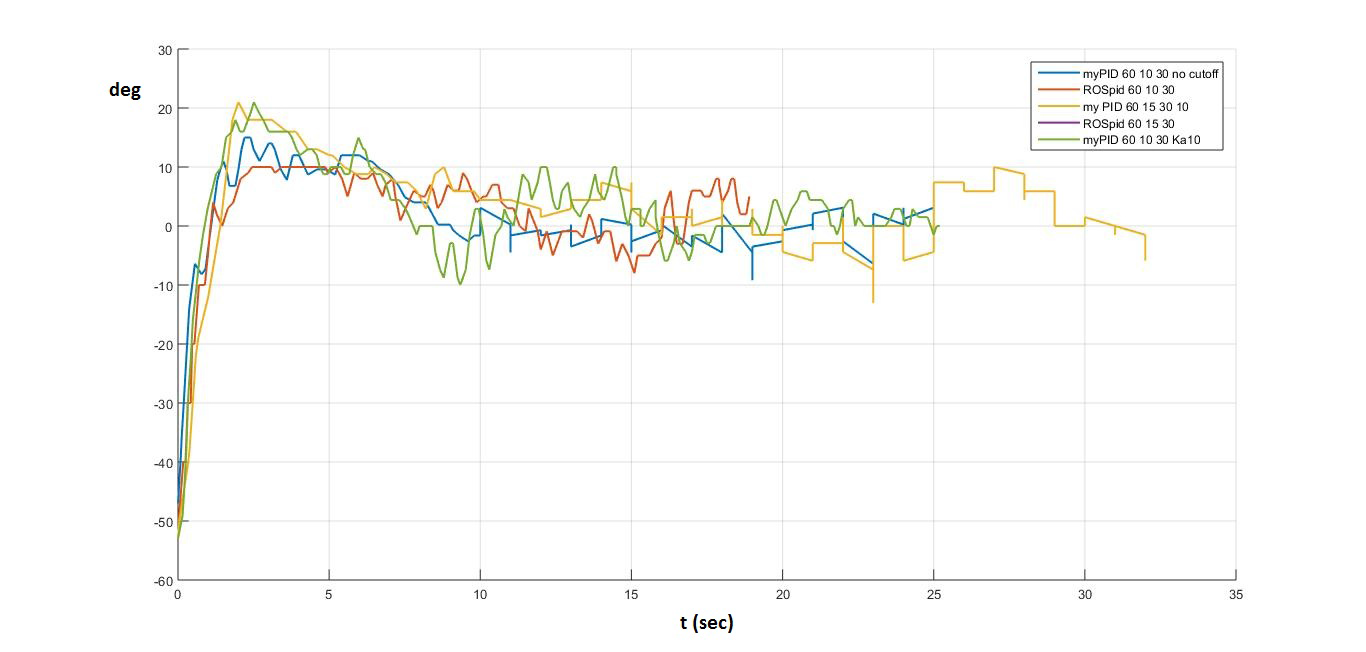 deg
30
20
10
0
-10
-20
-30
-40
-50
-60
myPID 60 10 30 no cutoff
ROSpid 60 10 30
my PID 60 15 30 10
ROSpid 60 15 30
myPID 60 10 30 Ka10
0 5 10 15 20 25 30 35
t (sec)